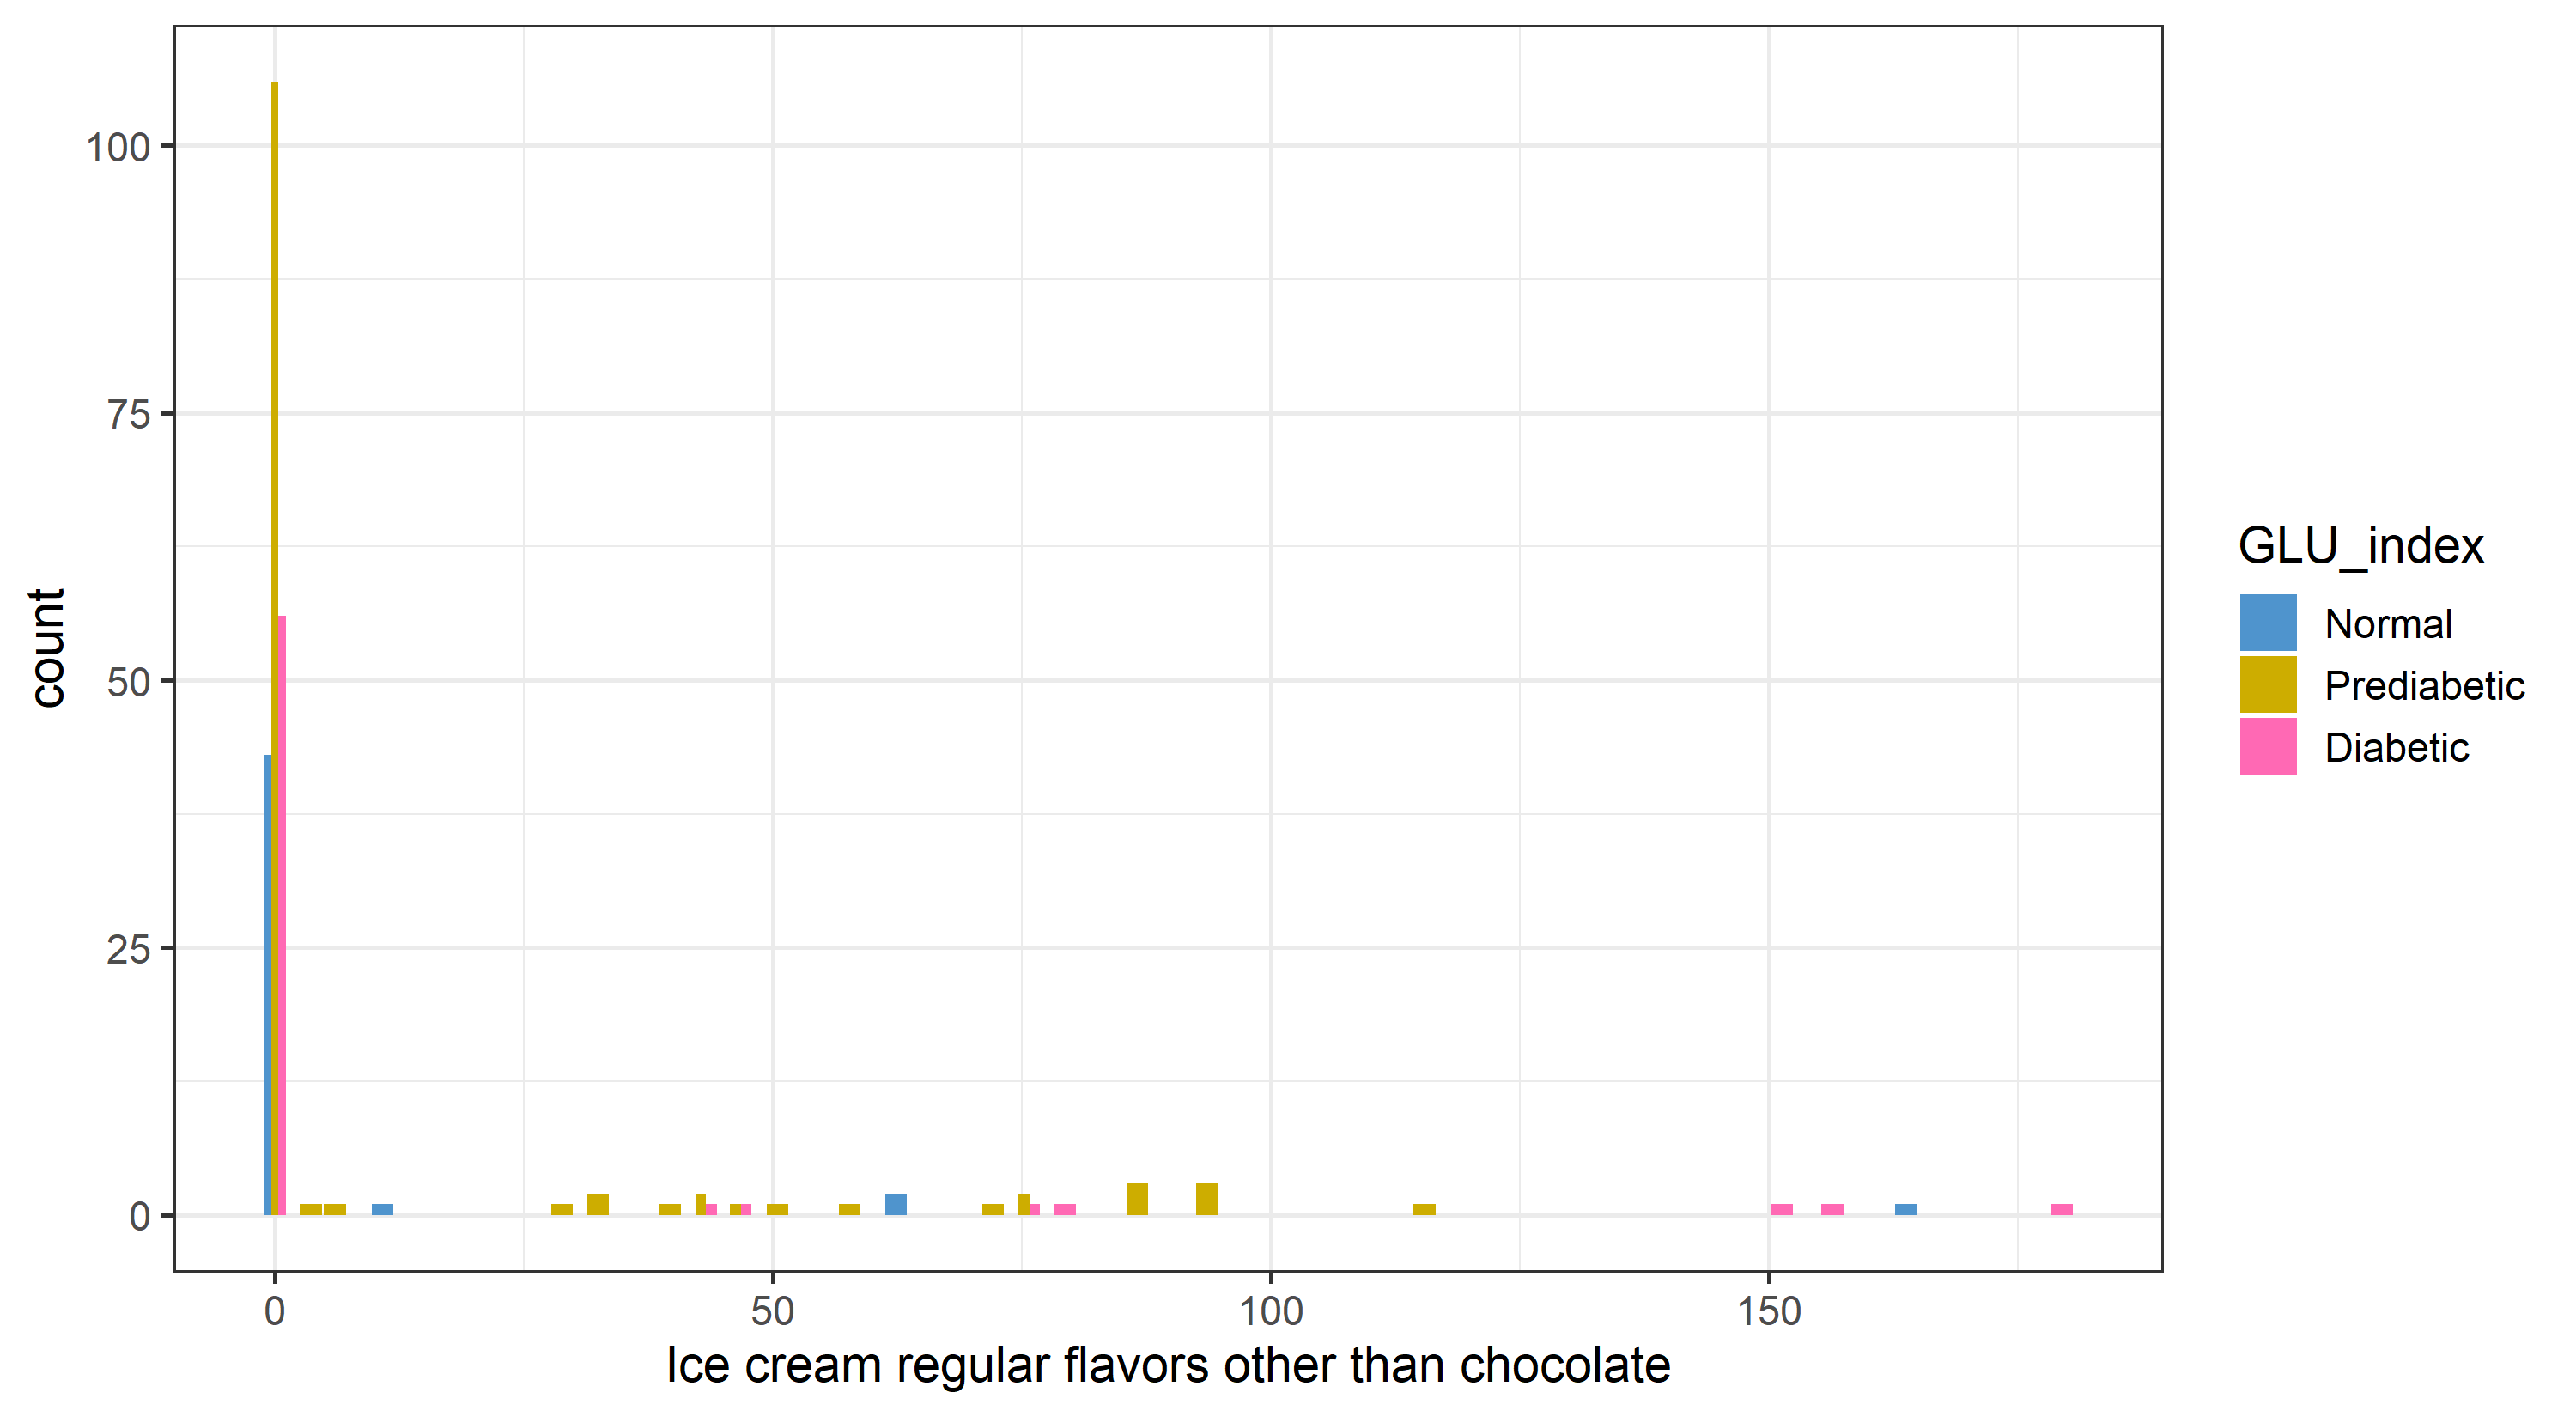 100
75
50
25
0
count
0 50 100 150
Ice cream regular flavors other than chocolate
GLU_index
Normal
Prediabetic
Diabetic